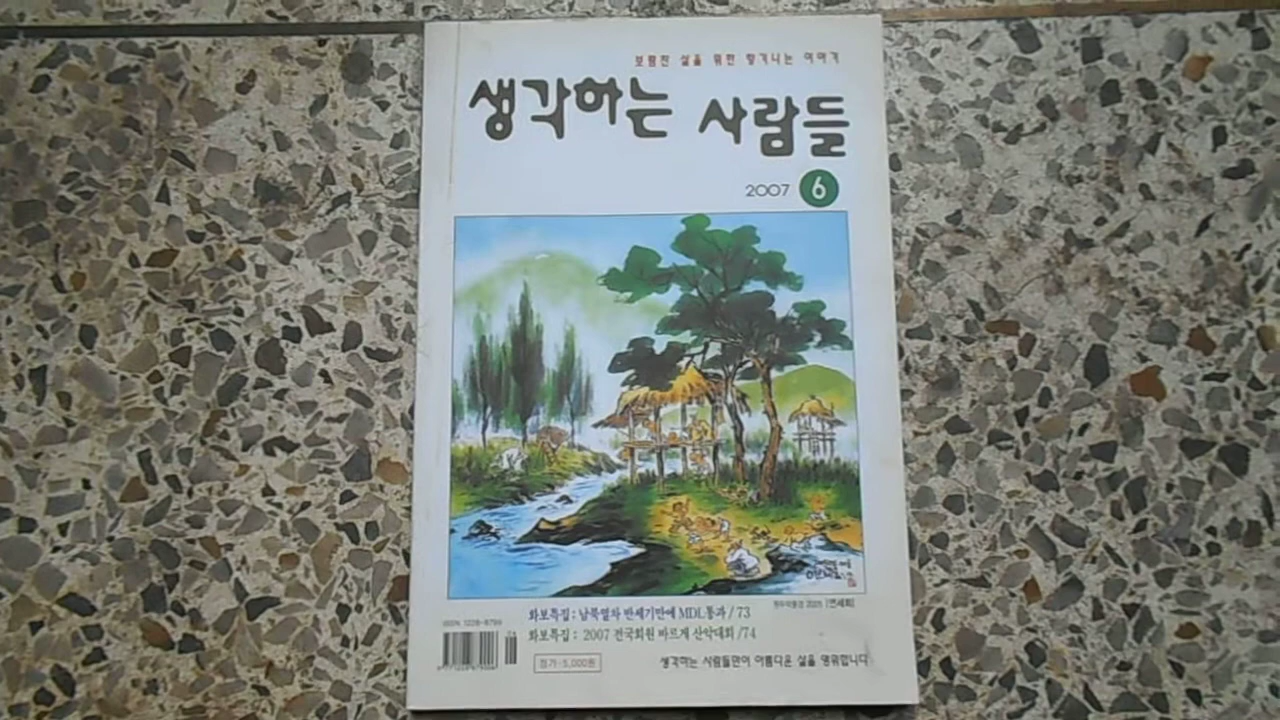 보람찬 삶을 위한 향기나는 이야기
생각하는 사람들
2007 6
화보특집 : 남북열차 반세기만에 MDL통과 / 73
화보특집 : 2007 전국회원 바르게 산악대회 /74
정가·5,000원
생각하는 사람들만이 아름다운 삶을 영위합니다